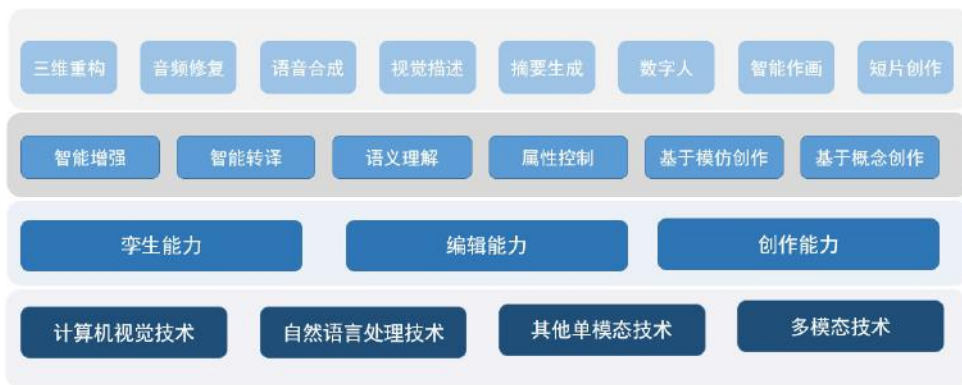 三维重构 音频修复 语音合成 视觉描述 摘要生成 数字人 智能作画 短片创作
智能增强 智能转译 语义理解 属性控制 基于模仿创作 基于概念创作
孪生能力 编辑能力 创作能力
计算机视觉技术 自然语言处理技术 其他单模态技术 多模态技术